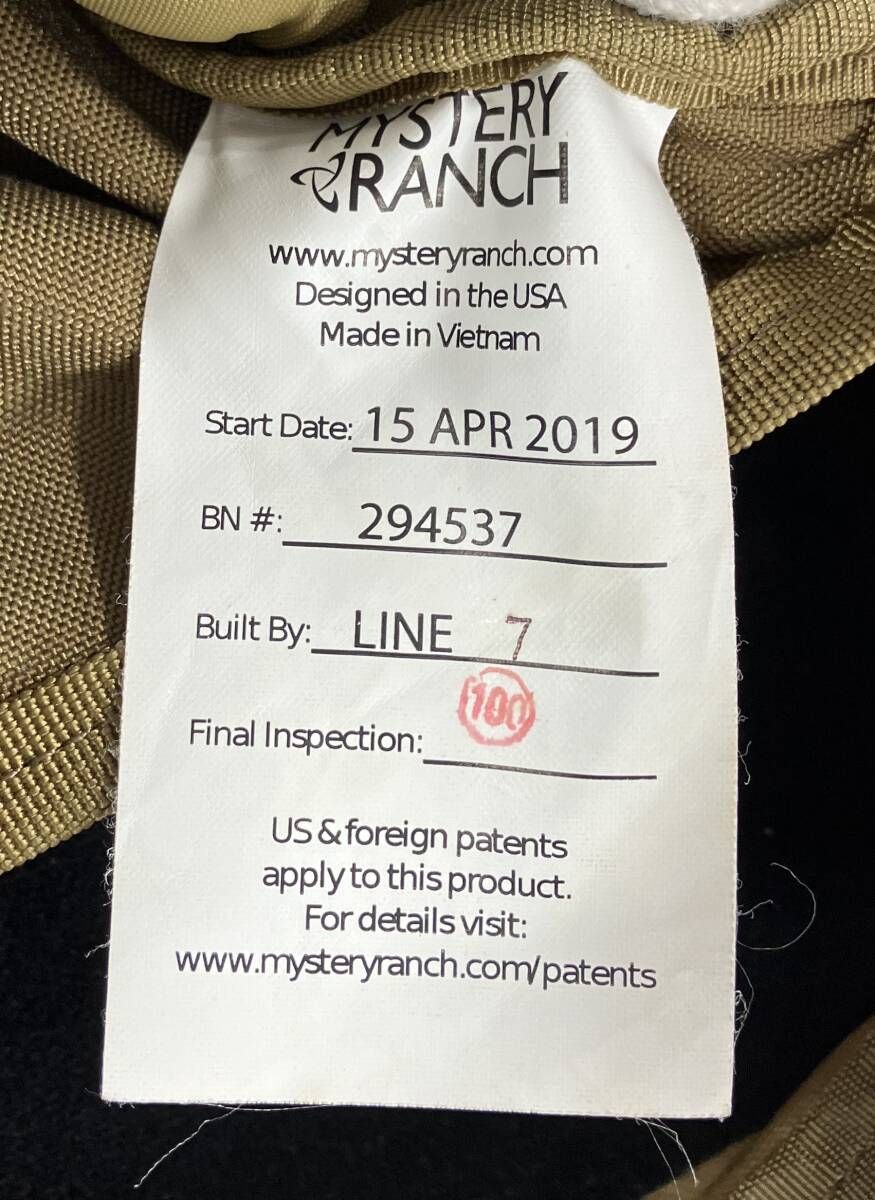 MYSTERY
RANCH
www.mysteryranch.com
Designed in the USA
Made in Vietnam
Start Date: 15 APR 2019
BN #: 294537
Built By: LINE 7
100
Final Inspection:
US & foreign patents
apply to this product.
For details visit:
www.mysteryranch.com/patents